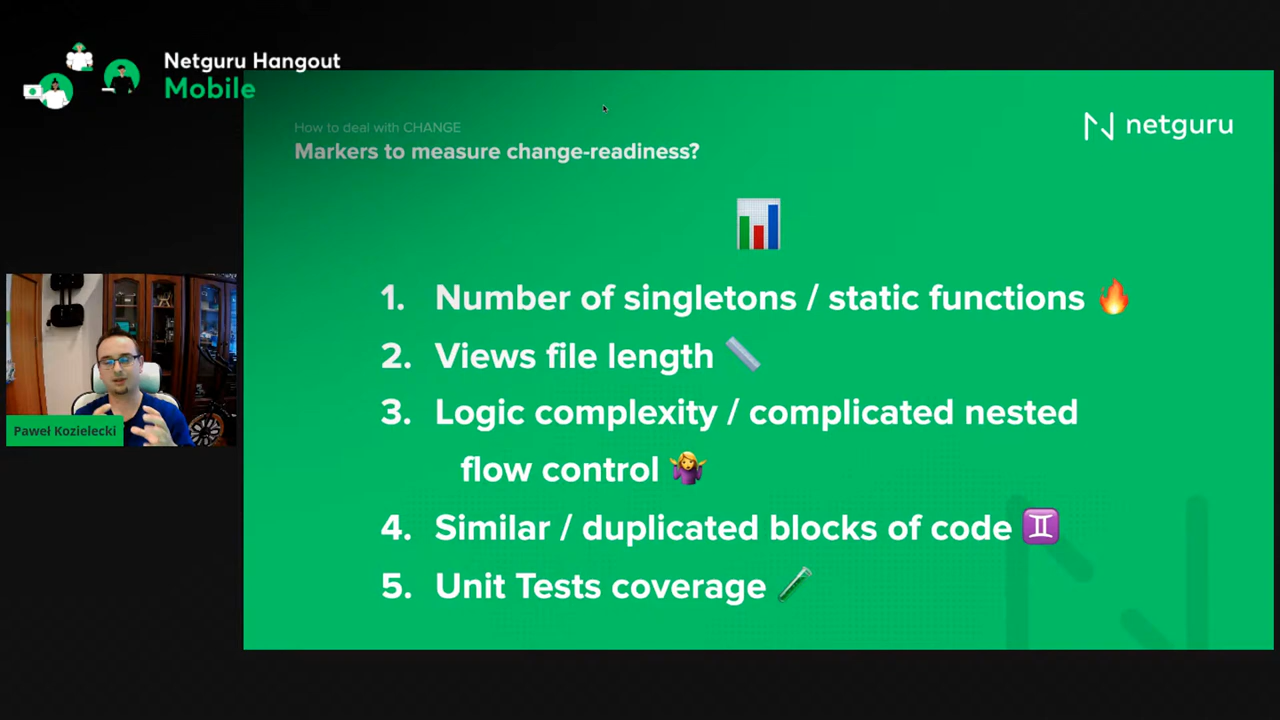 Netguru Hangout
Mobile
How to deal with CHANGE
Markers to measure change-readiness?
netguru
1. Number of singletons / static functions 🔥
2. Views file length 📏
3. Logic complexity / complicated nested
flow control 🤷‍♀️
4. Similar / duplicated blocks of code ♊
5. Unit Tests coverage 🧪
Paweł Kozielecki